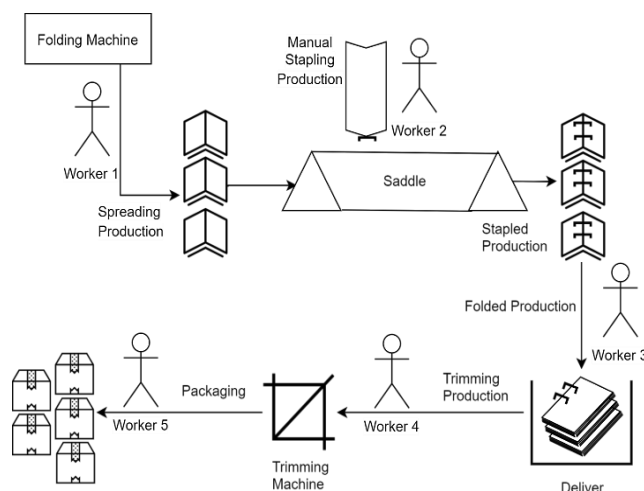 Folding Machine
Manual
Stapling
Production
Worker 1
Worker 2
Saddle
Spreading
Production
Stapled
Production
Folded Production
Worker 3
Packaging
Trimming
Production
Worker 5
Worker 4
Trimming
Machine
Deliver